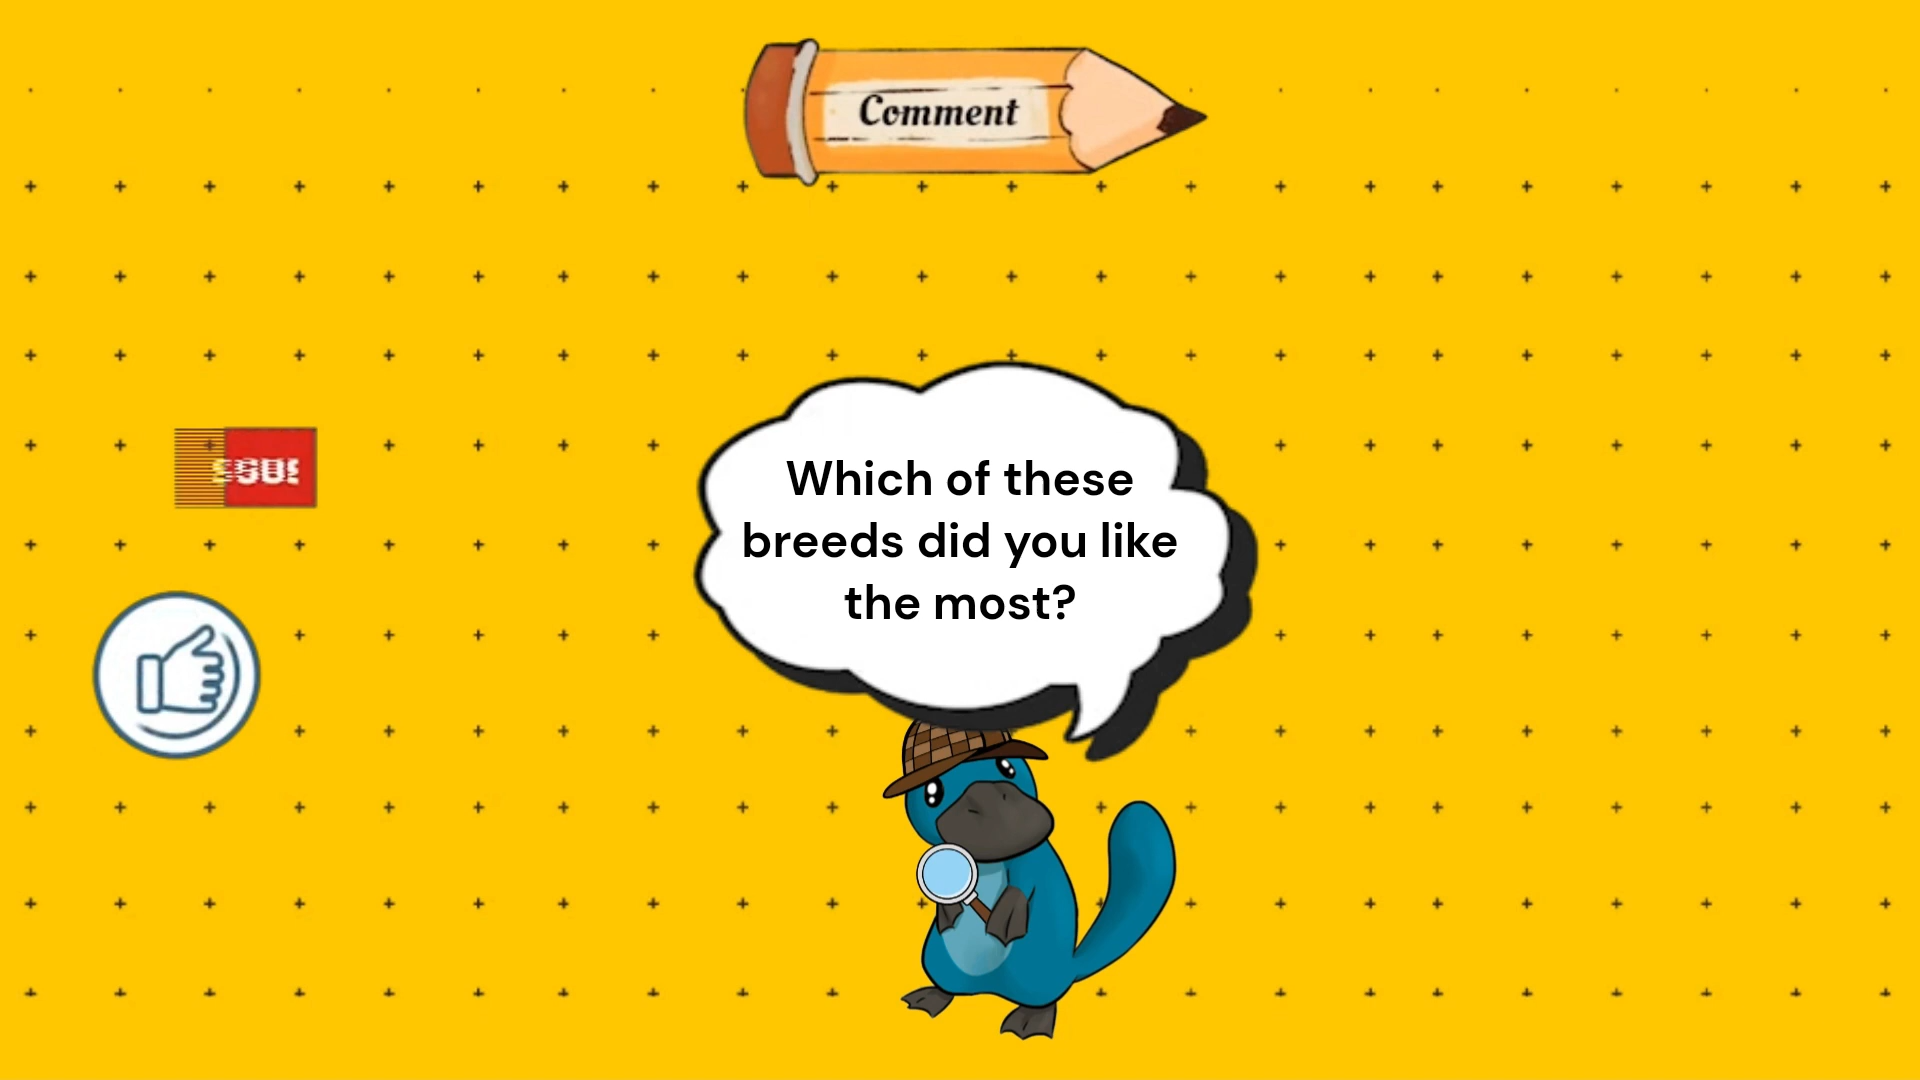 Comment
Which of these
breeds did you like
the most?